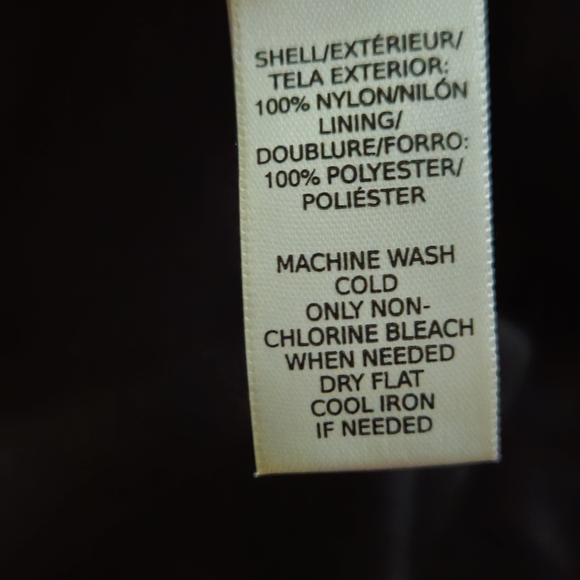 SHELL/EXTÉRIEUR/
TELA EXTERIOR:
100% NYLON/NILÓN
LINING/
DOUBLURE/FORRO:
100% POLYESTER/
POLIÉSTER
MACHINE WASH
COLD
ONLY NON-
CHLORINE BLEACH
WHEN NEEDED
DRY FLAT
COOL IRON
IF NEEDED